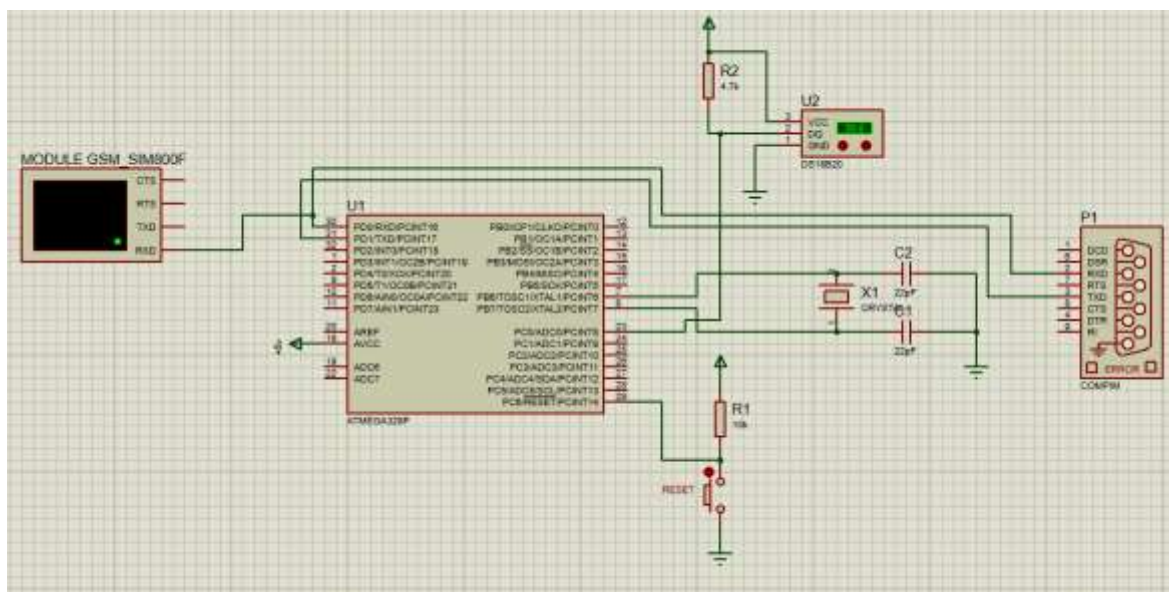 MODULE GSM_SIM800F
CTS
RTS
TXD
RXD
U1
PD0/RXD/PCINT16
PD1/TXD/PCINT17
PD2/INT0/PCINT18
PD3/INT1/OC2B/PCINT19
PD4/T0/XCK/PCINT20
PD5/T1/OC0B/PCINT21
PD6/AIN0/OC0A/PCINT22
PD7/AIN1/PCINT23
AREF
AVCC
ADC6
ADC7
PB0/ICP1/CLKO/PCINT0
PB1/OC1A/PCINT1
PB2/SS/OC1B/PCINT2
PB3/MOSI/OC2A/PCINT3
PB4/MISO/PCINT4
PB5/SCK/PCINT5
PB6/TOSC1/XTAL1/PCINT6
PB7/TOSC2/XTAL2/PCINT7
PC0/ADC0/PCINT8
PC1/ADC1/PCINT9
PC2/ADC2/PCINT10
PC3/ADC3/PCINT11
PC4/ADC4/SDA/PCINT12
PC5/ADC5/SCL/PCINT13
PC6/RESET/PCINT14
ATMEGA328P
R2
4.7k
U2
3 VCC
2 DQ
1 GND
DS18B20
C2
22pF
X1
C1
22pF
R1
10k
RESET
P1
DCD
DSR
RXD
RTS
TXD
CTS
DTR
RI
ERROR
COMPIM